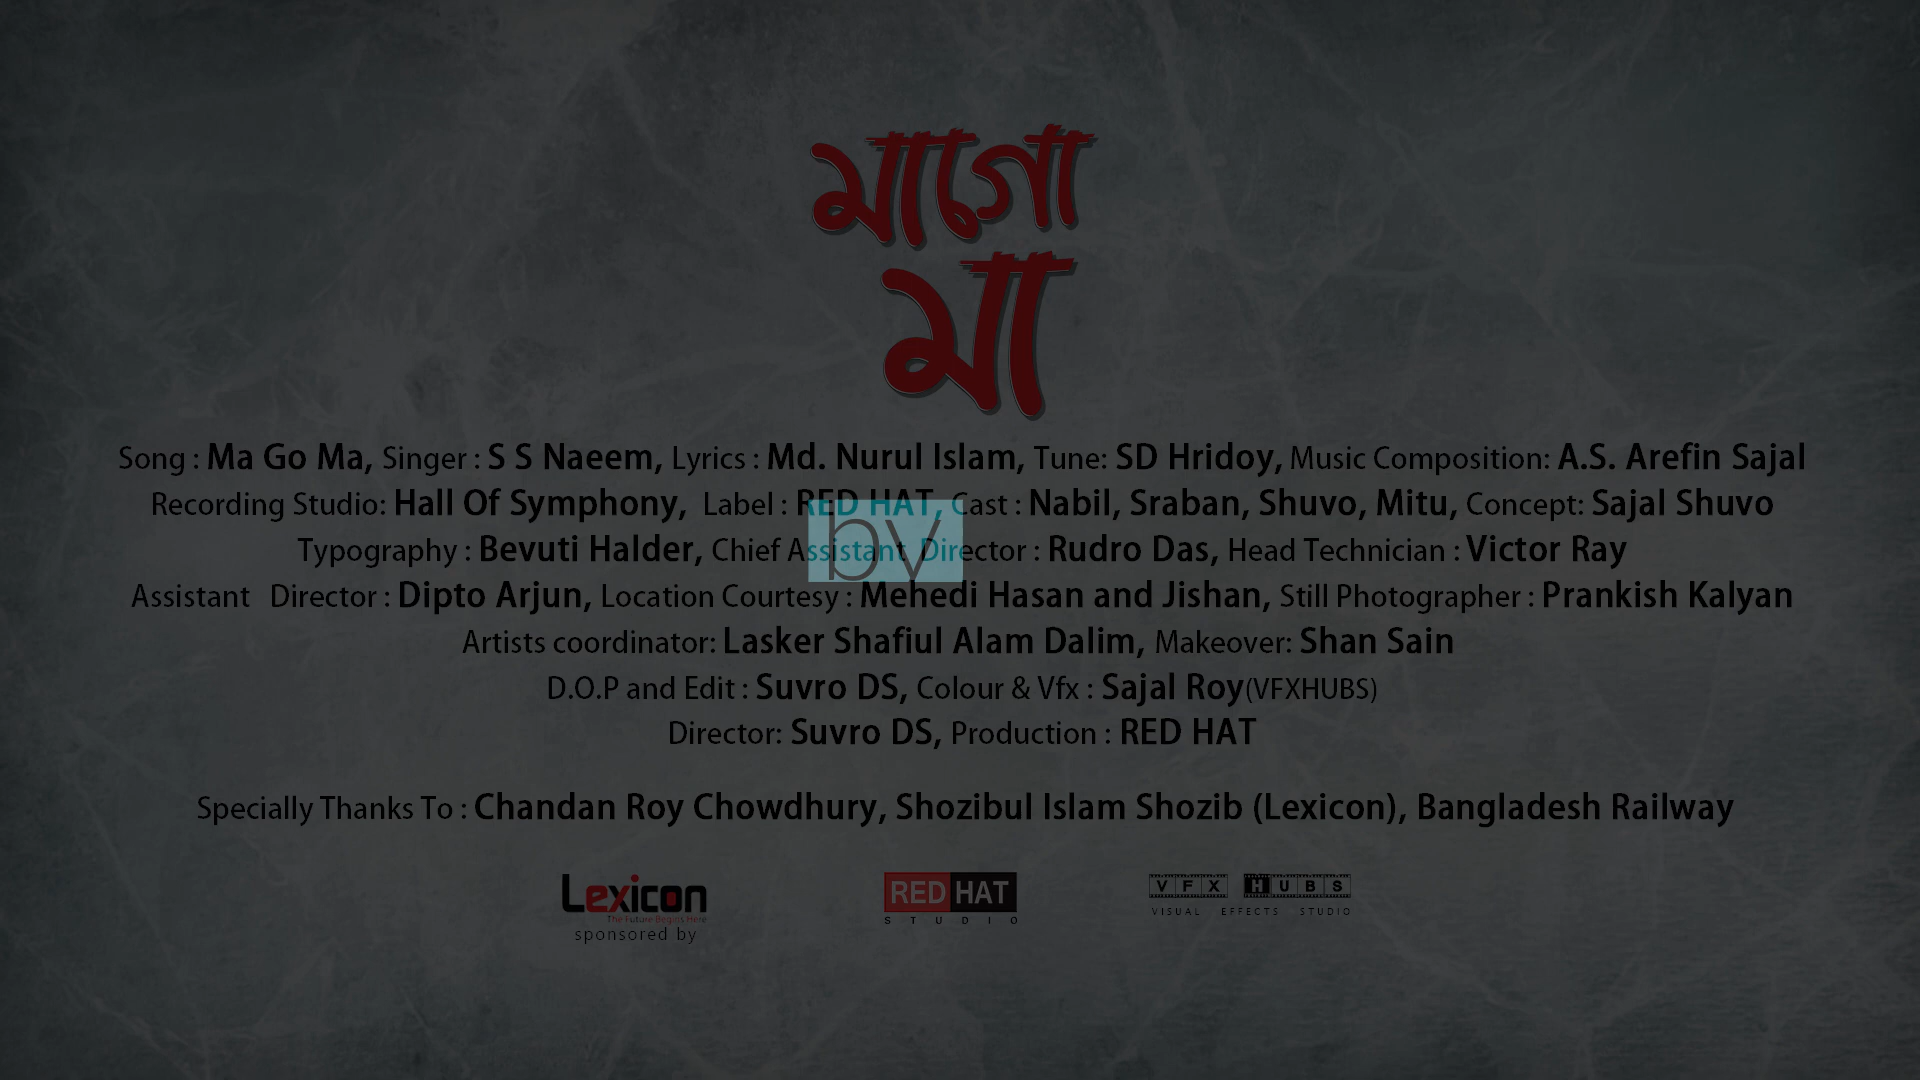 মাগো
মা
Song : Ma Go Ma, Singer : S S Naeem, Lyrics : Md. Nurul Islam, Tune: SD Hridoy, Music Composition: A.S. Arefin Sajal
Recording Studio: Hall Of Symphony, Label : RED HAT, Cast : Nabil, Sraban, Shuvo, Mitu, Concept: Sajal Shuvo
by
Typography : Bevuti Halder, Chief Assistant Director : Rudro Das, Head Technician : Victor Ray
Assistant Director : Dipto Arjun, Location Courtesy : Mehedi Hasan and Jishan, Still Photographer : Prankish Kalyan
Artists coordinator: Lasker Shafiul Alam Dalim, Makeover: Shan Sain
D.O.P and Edit : Suvro DS, Colour & Vfx : Sajal Roy(VFXHUBS)
Director: Suvro DS, Production : RED HAT
Specially Thanks To : Chandan Roy Chowdhury, Shozibul Islam Shozib (Lexicon), Bangladesh Railway
Lexicon
The Future Begins Here
sponsored by
RED HAT
STUDIO
VFX HUBS
VISUAL EFFECTS STUDIO